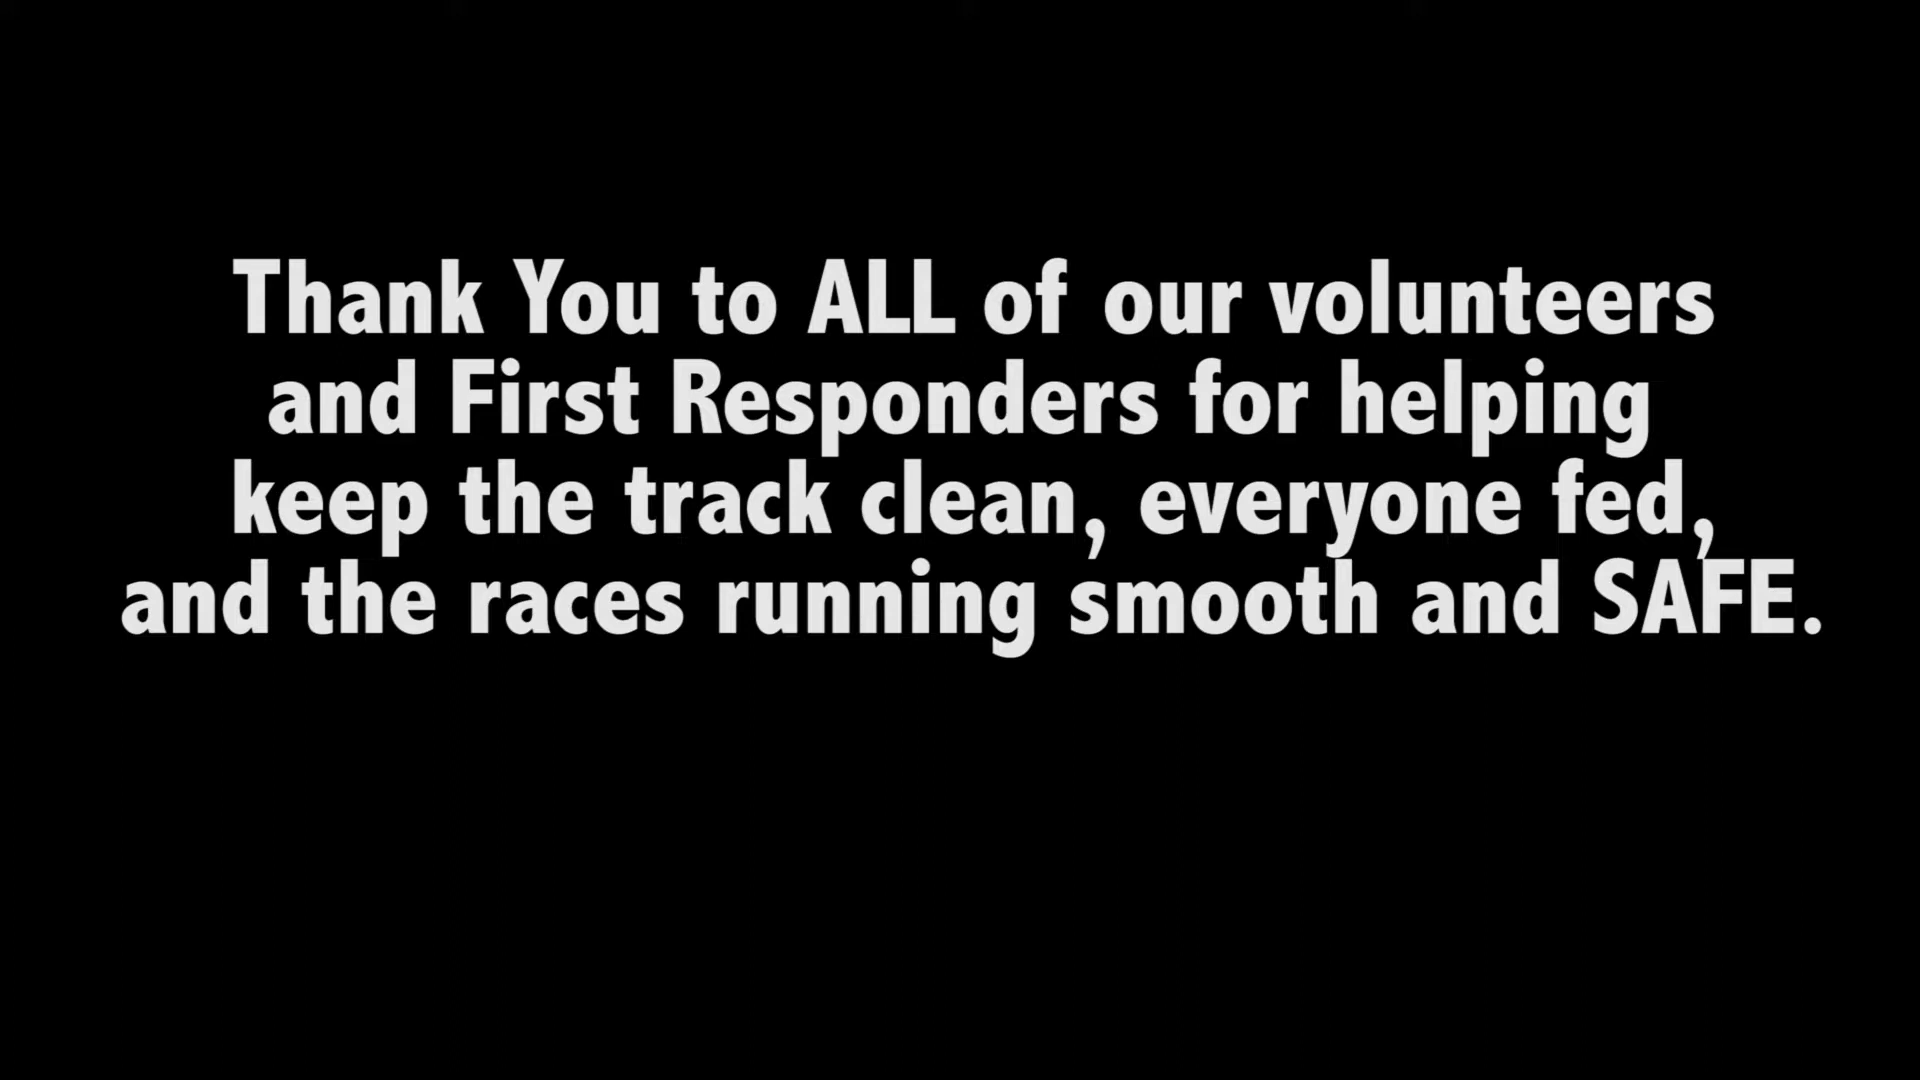 Thank You to ALL of our volunteers
and First Responders for helping
keep the track clean, everyone fed,
and the races running smooth and SAFE.